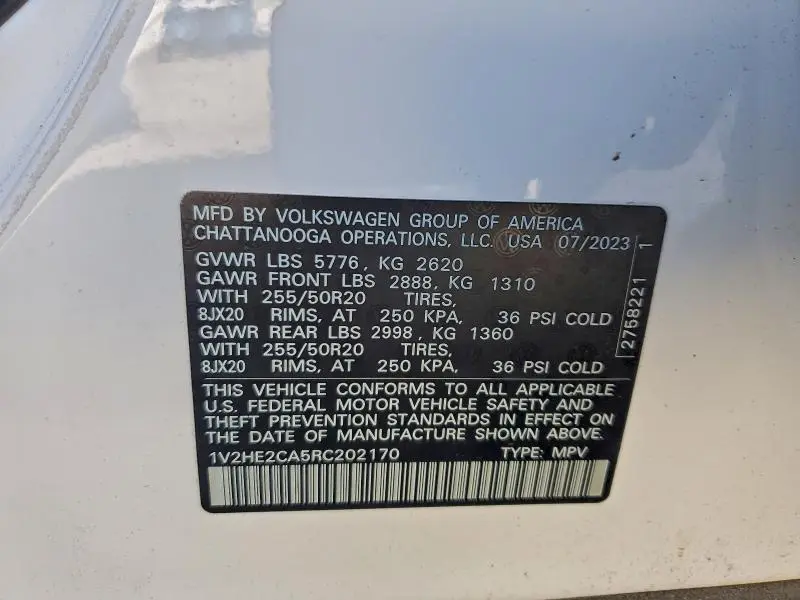 MFD BY VOLKSWAGEN GROUP OF AMERICA
CHATTANOOGA OPERATIONS, LLC. USA 07/2023
GVWR LBS 5776, KG 2620
GAWR FRONT LBS 2888, KG 1310
WITH 255/50R20 TIRES,
8JX20 RIMS, AT 250 KPA, 36 PSI COLD
GAWR REAR LBS 2998, KG 1360
WITH 255/50R20 TIRES,
8JX20 RIMS, AT 250 KPA, 36 PSI COLD
2758221 1
THIS VEHICLE CONFORMS TO ALL APPLICABLE
U.S. FEDERAL MOTOR VEHICLE SAFETY AND
THEFT PREVENTION STANDARDS IN EFFECT ON
THE DATE OF MANUFACTURE SHOWN ABOVE.
1V2HE2CA5RC202170 TYPE: MPV